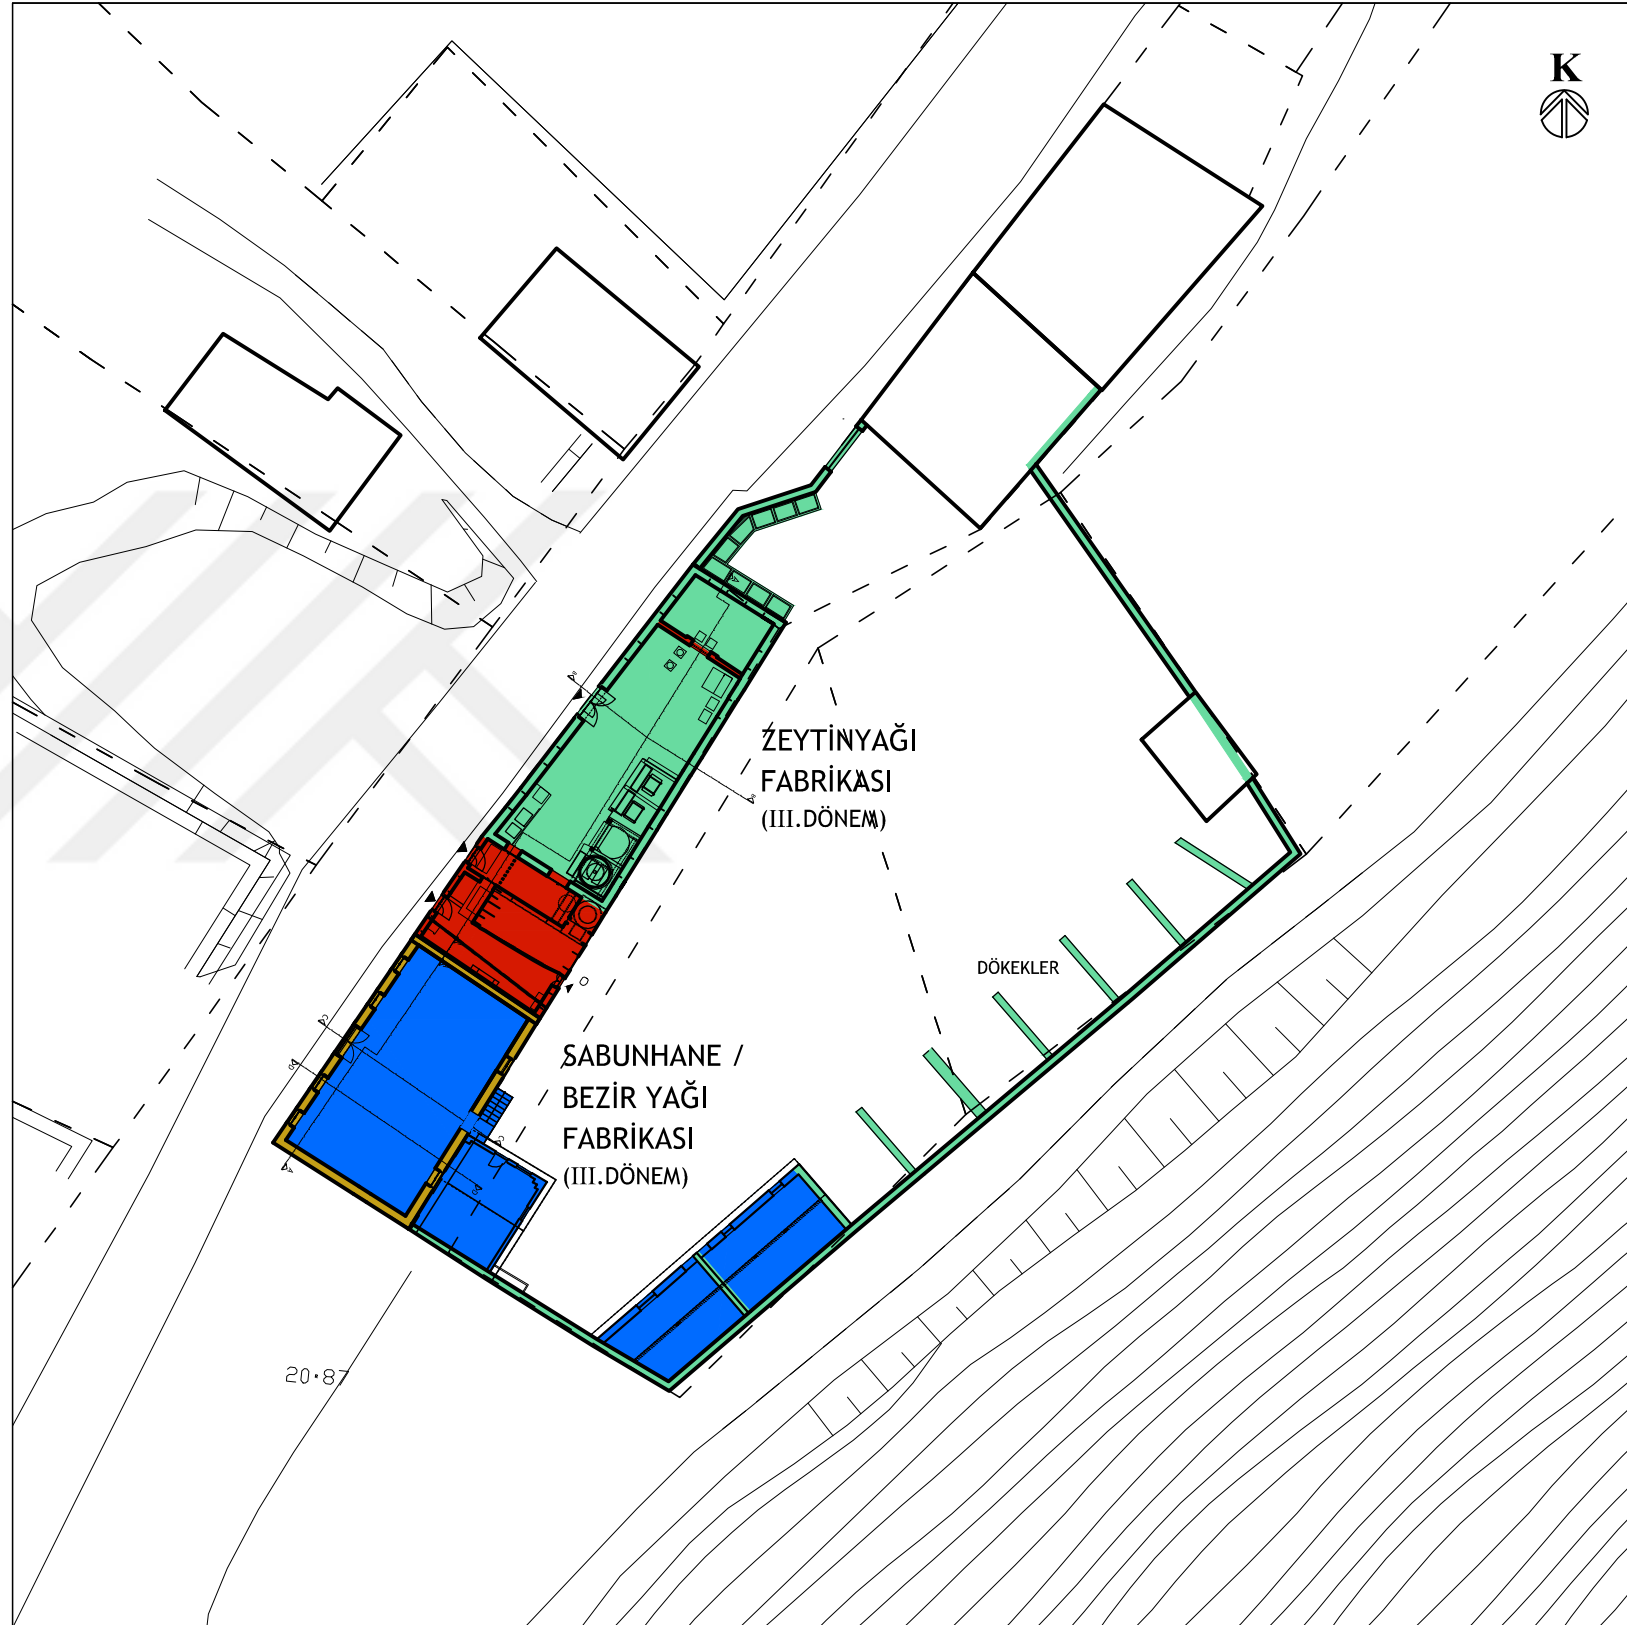 K
ZEYTİNYAĞI
FABRİKASI
(III.DÖNEM)
DÖKEKLER
SABUNHANE /
BEZİR YAĞI
FABRİKASI
(III.DÖNEM)
20.87